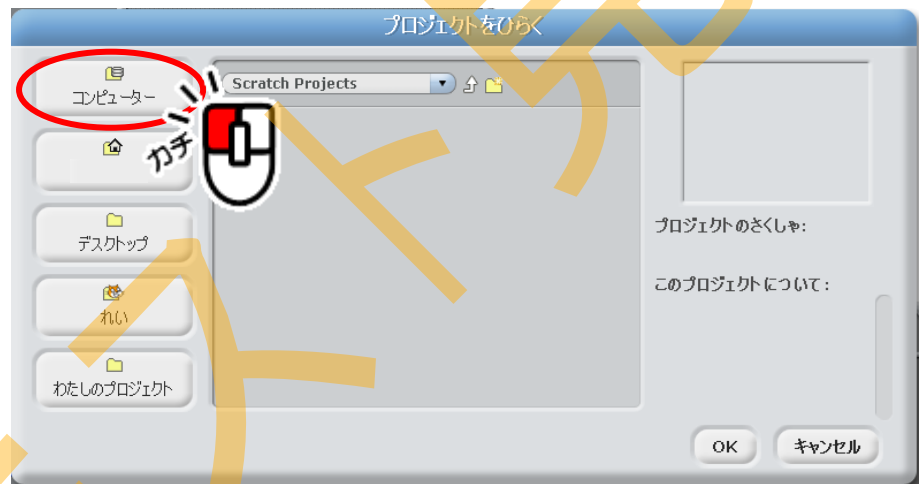 プロジェクトをひらく
コンピューター
Scratch Projects
カチ
デスクトップ
れい
わたしのプロジェクト
プロジェクトのさくしゃ:
このプロジェクトについて:
OK
キャンセル